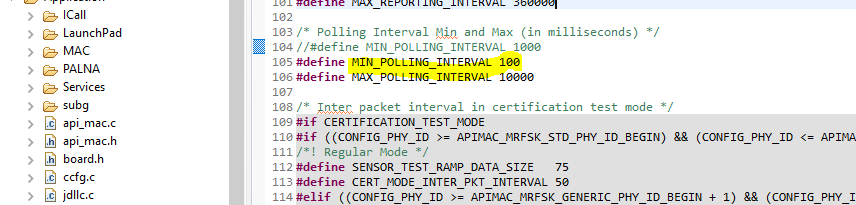 Application
ICall
LaunchPad
MAC
PALNA
Services
subg
api_mac.c
api_mac.h
board.h
ccfg.c
jdllc.c
101 #define MAX_REPORTING_INTERVAL 360000
102
103 /* Polling Interval Min and Max (in milliseconds) */
104 //#define MIN_POLLING_INTERVAL 1000
105 #define MIN_POLLING_INTERVAL 100
106 #define MAX_POLLING_INTERVAL 10000
107
108 /* Inter packet interval in certification test mode */
109 #if CERTIFICATION_TEST_MODE
110 #if ((CONFIG_PHY_ID >= APIMAC_MRFSK_STD_PHY_ID_BEGIN) && (CONFIG_PHY_ID <= APIMA
111 /*! Regular Mode */
112 #define SENSOR_TEST_RAMP_DATA_SIZE 75
113 #define CERT_MODE_INTER_PKT_INTERVAL 50
114 #elif ((CONFIG_PHY_ID >= APIMAC_MRFSK_GENERIC_PHY_ID_BEGIN + 1) && (CONFIG_PHY_I